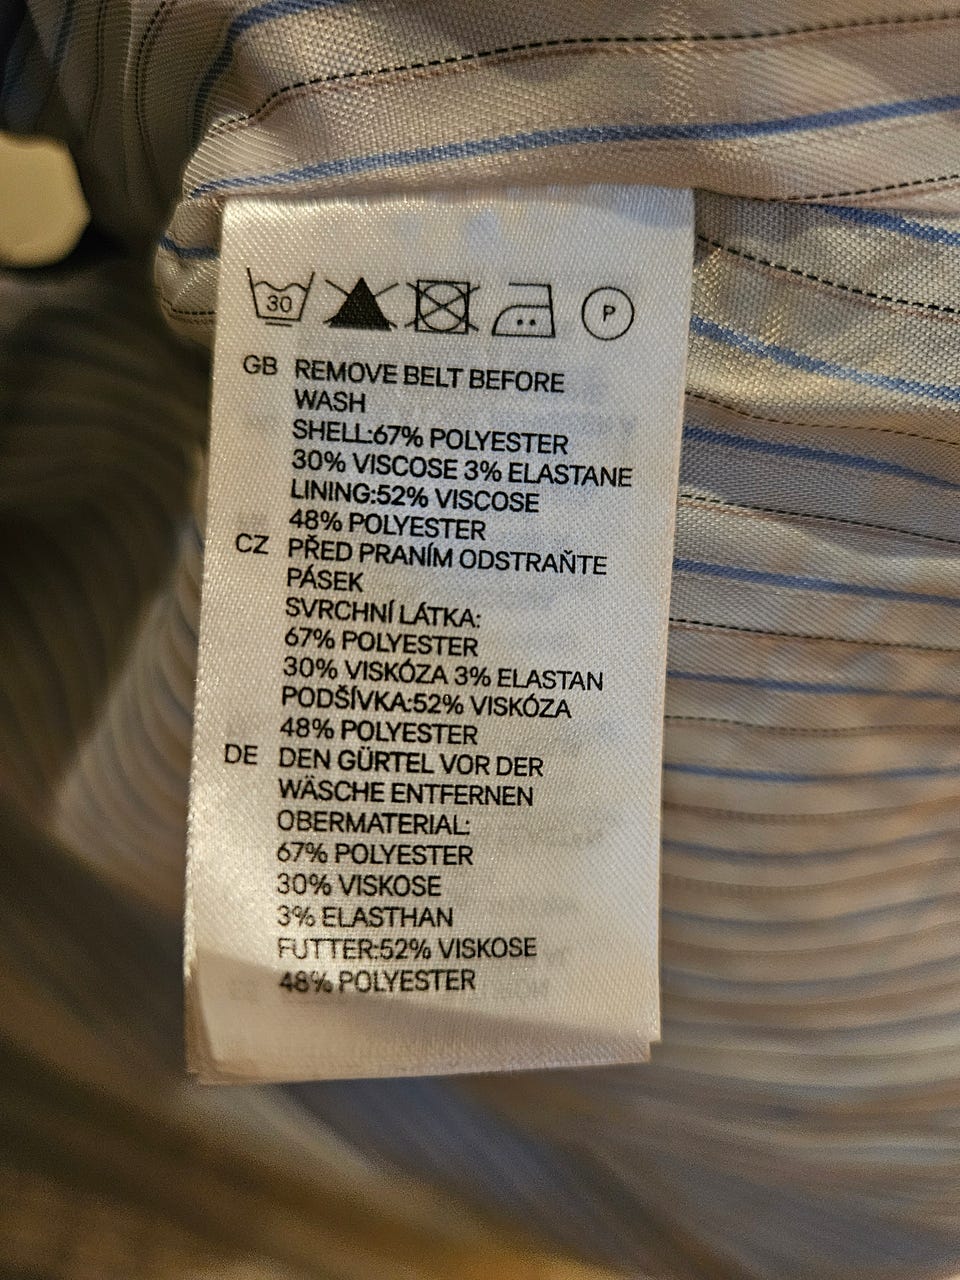 30 P
GB REMOVE BELT BEFORE
WASH
SHELL:67% POLYESTER
30% VISCOSE 3% ELASTANE
LINING:52% VISCOSE
48% POLYESTER
CZ PŘED PRANÍM ODSTRAŇTE
PÁSEK
SVRCHNÍ LÁTKA:
67% POLYESTER
30% VISKÓZA 3% ELASTAN
PODŠÍVKA:52% VISKÓZA
48% POLYESTER
DE DEN GÜRTEL VOR DER
WÄSCHE ENTFERNEN
OBERMATERIAL:
67% POLYESTER
30% VISKOSE
3% ELASTHAN
FUTTER:52% VISKOSE
48% POLYESTER